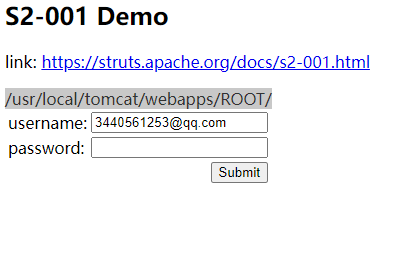 S2-001 Demo
link: https://struts.apache.org/docs/s2-001.html
/usr/local/tomcat/webapps/ROOT/
username: 3440561253@qq.com
password:
Submit